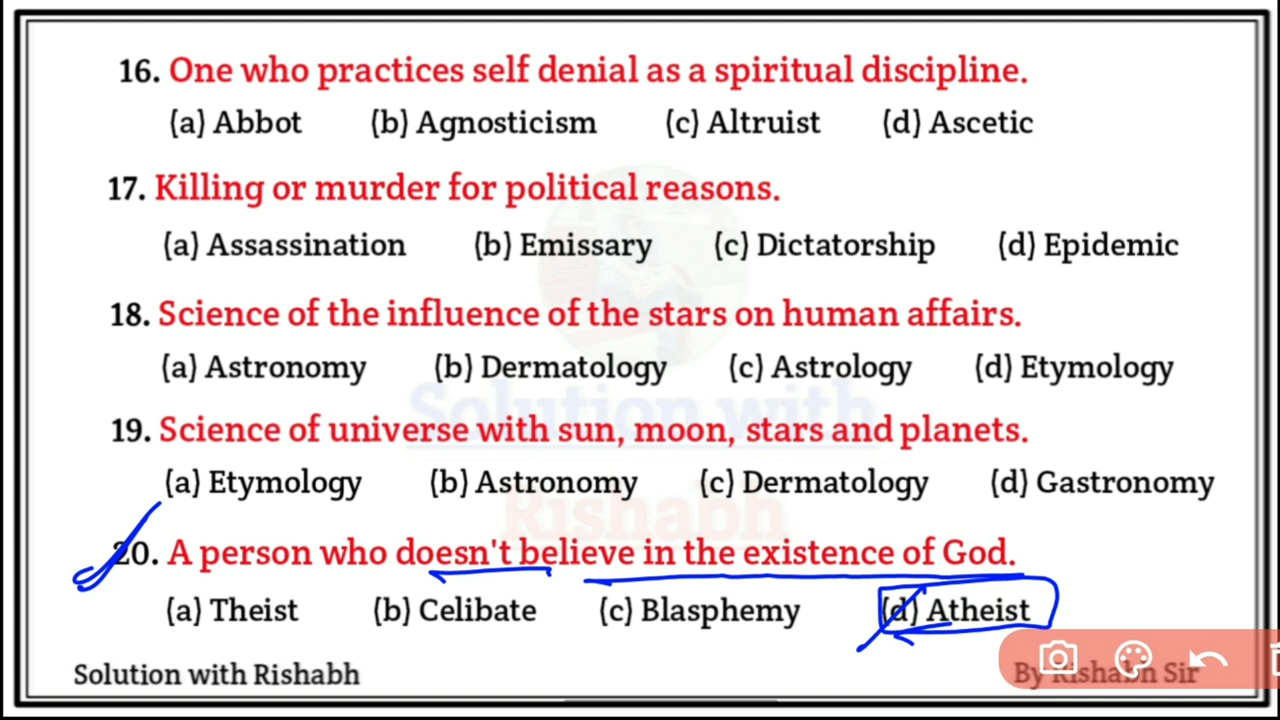 16. One who practices self denial as a spiritual discipline.
(a) Abbot (b) Agnosticism (c) Altruist (d) Ascetic
17. Killing or murder for political reasons.
(a) Assassination (b) Emissary (c) Dictatorship (d) Epidemic
18. Science of the influence of the stars on human affairs.
(a) Astronomy (b) Dermatology (c) Astrology (d) Etymology
Solution with
19. Science of universe with sun, moon, stars and planets.
(a) Etymology (b) Astronomy (c) Dermatology (d) Gastronomy
Rishabh
20. A person who doesn't believe in the existence of God.
(a) Theist (b) Celibate (c) Blasphemy (d) Atheist
Solution with Rishabh By Rishabh Sir